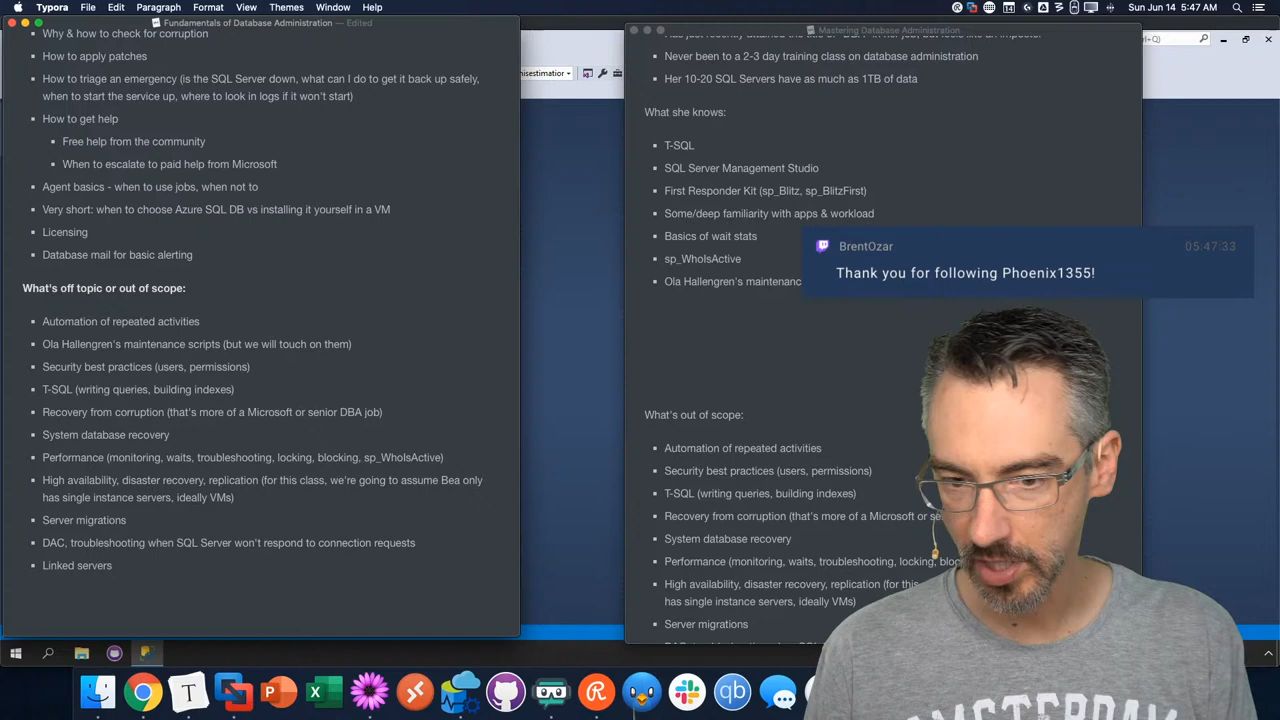 Typora File Edit Paragraph Format View Themes Window Help
Sun Jun 14 5:47 AM
Fundamentals of Database Administration — Edited
Why & how to check for corruption
How to apply patches
How to triage an emergency (is the SQL Server down, what can I do to get it back up safely,
when to start the service up, where to look in logs if it won't start)
How to get help
Free help from the community
When to escalate to paid help from Microsoft
Agent basics - when to use jobs, when not to
Very short: when to choose Azure SQL DB vs installing it yourself in a VM
Licensing
Database mail for basic alerting
What's off topic or out of scope:
Automation of repeated activities
Ola Hallengren's maintenance scripts (but we will touch on them)
Security best practices (users, permissions)
T-SQL (writing queries, building indexes)
Recovery from corruption (that's more of a Microsoft or senior DBA job)
System database recovery
Performance (monitoring, waits, troubleshooting, locking, blocking, sp_WhoIsActive)
High availability, disaster recovery, replication (for this class, we're going to assume Bea only
has single instance servers, ideally VMs)
Server migrations
DAC, troubleshooting when SQL Server won't respond to connection requests
Linked servers
Mastering Database Administration
Never been to a 2-3 day training class on database administration
Her 10-20 SQL Servers have as much as 1TB of data
What she knows:
T-SQL
SQL Server Management Studio
First Responder Kit (sp_Blitz, sp_BlitzFirst)
Some/deep familiarity with apps & workload
Basics of wait stats
sp_WhoIsActive
Ola Hallengren's maintenance
What's out of scope:
Automation of repeated activities
Security best practices (users, permissions)
T-SQL (writing queries, building indexes)
Recovery from corruption (that's more of a Microsoft or se
System database recovery
Performance (monitoring, waits, troubleshooting, locking, bloc
High availability, disaster recovery, replication (for this
has single instance servers, ideally VMs)
Server migrations
BrentOzar 05:47:33
Thank you for following Phoenix1355!